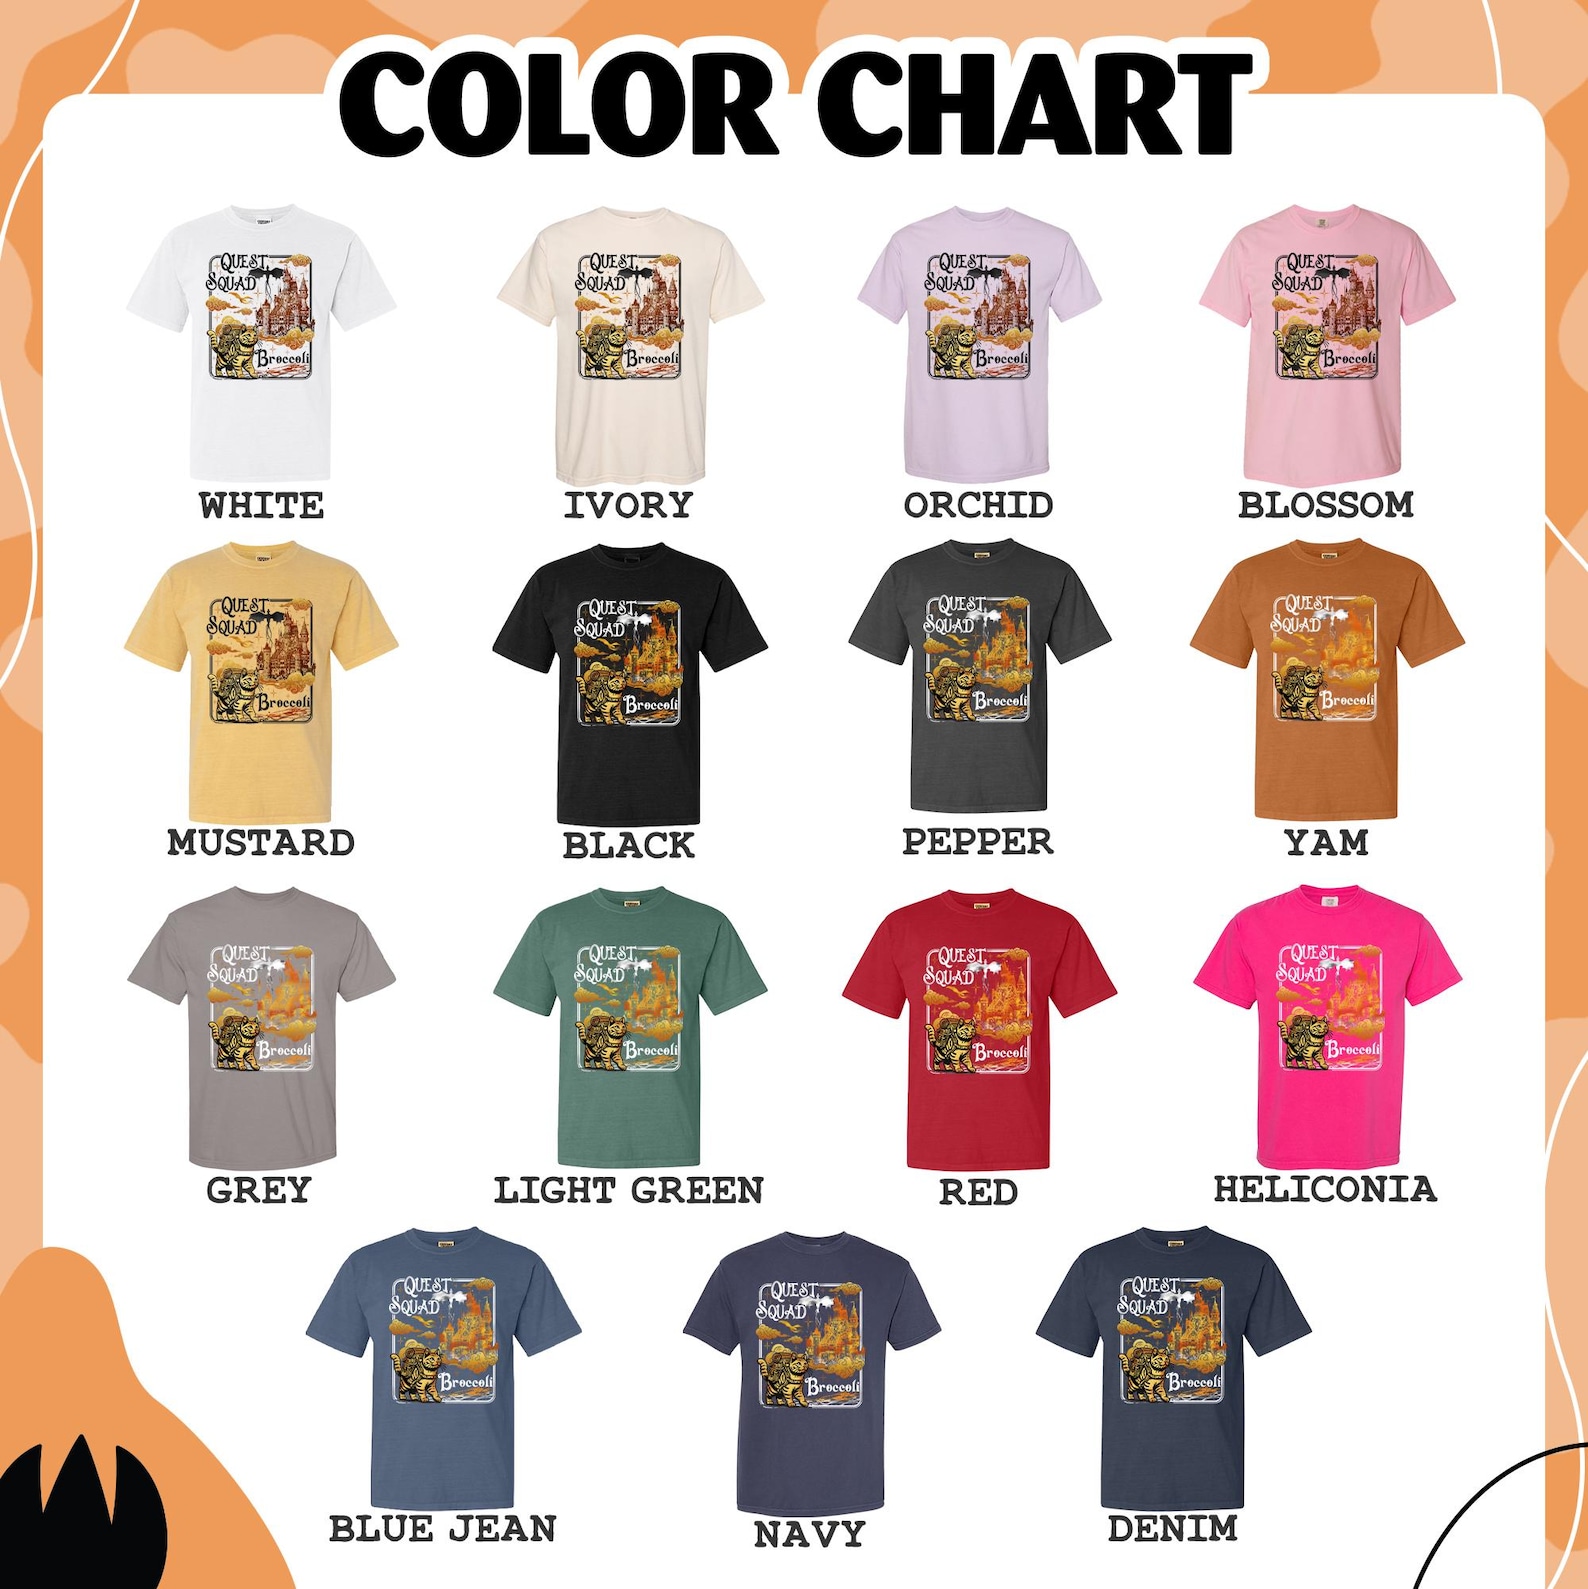 COLOR CHART
QUEST
SQUAD
Broccoli
QUEST
SQUAD
Broccoli
QUEST
SQUAD
Broccoli
QUEST
SQUAD
Broccoli
WHITE
IVORY
ORCHID
BLOSSOM
QUEST
SQUAD
Broccoli
QUEST
SQUAD
Broccoli
QUEST
SQUAD
Broccoli
QUEST
SQUAD
Broccoli
MUSTARD
BLACK
PEPPER
YAM
QUEST
SQUAD
Broccoli
QUEST
SQUAD
Broccoli
QUEST
SQUAD
Broccoli
QUEST
SQUAD
Broccoli
GREY
LIGHT GREEN
RED
HELICONIA
QUEST
SQUAD
Broccoli
QUEST
SQUAD
Broccoli
QUEST
SQUAD
Broccoli
BLUE JEAN
NAVY
DENIM